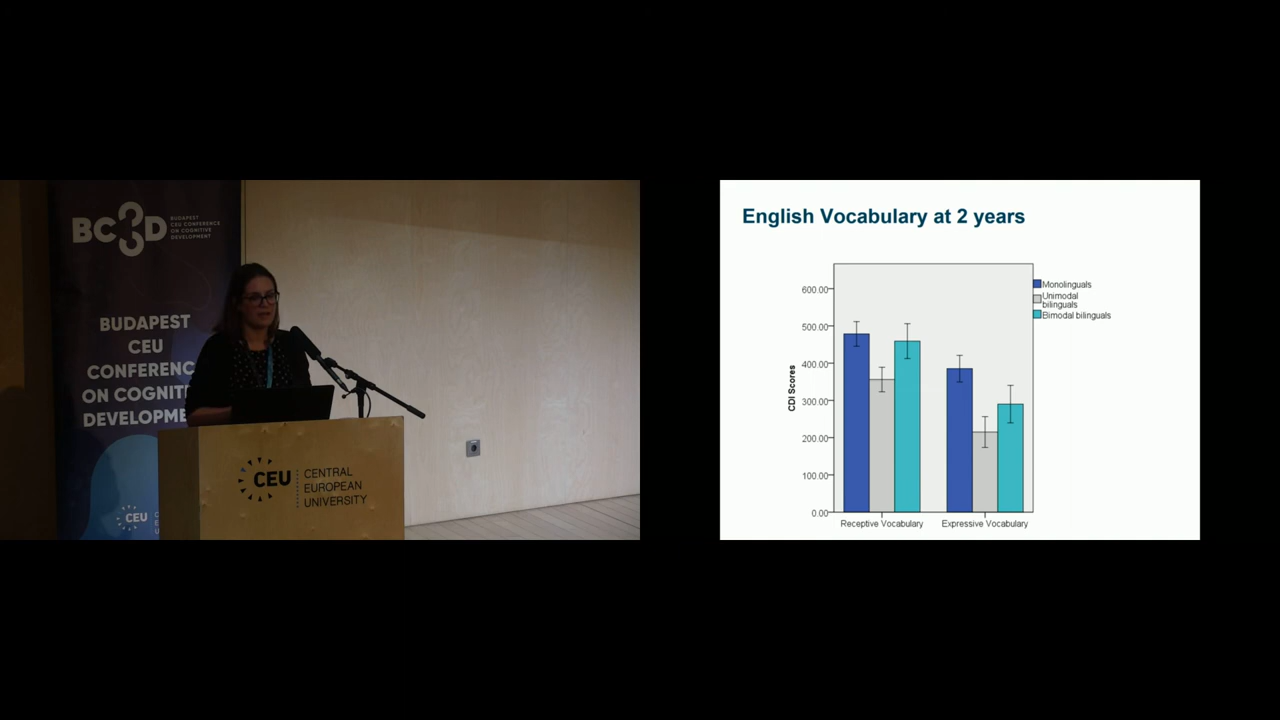 BC3D
BUDAPEST
CEU CONFERENCE
ON COGNITIVE
DEVELOPMENT
BUDAPEST
CEU
CONFERENC
ON COGNITI
DEVELOPME
CEU
CEU
CENTRAL
EUROPEAN
UNIVERSITY
English Vocabulary at 2 years
600.00
500.00
400.00
300.00
200.00
100.00
0.00
CDI Scores
Receptive Vocabulary
Expressive Vocabulary
Monolinguals
Unimodal
bilinguals
Bimodal bilinguals